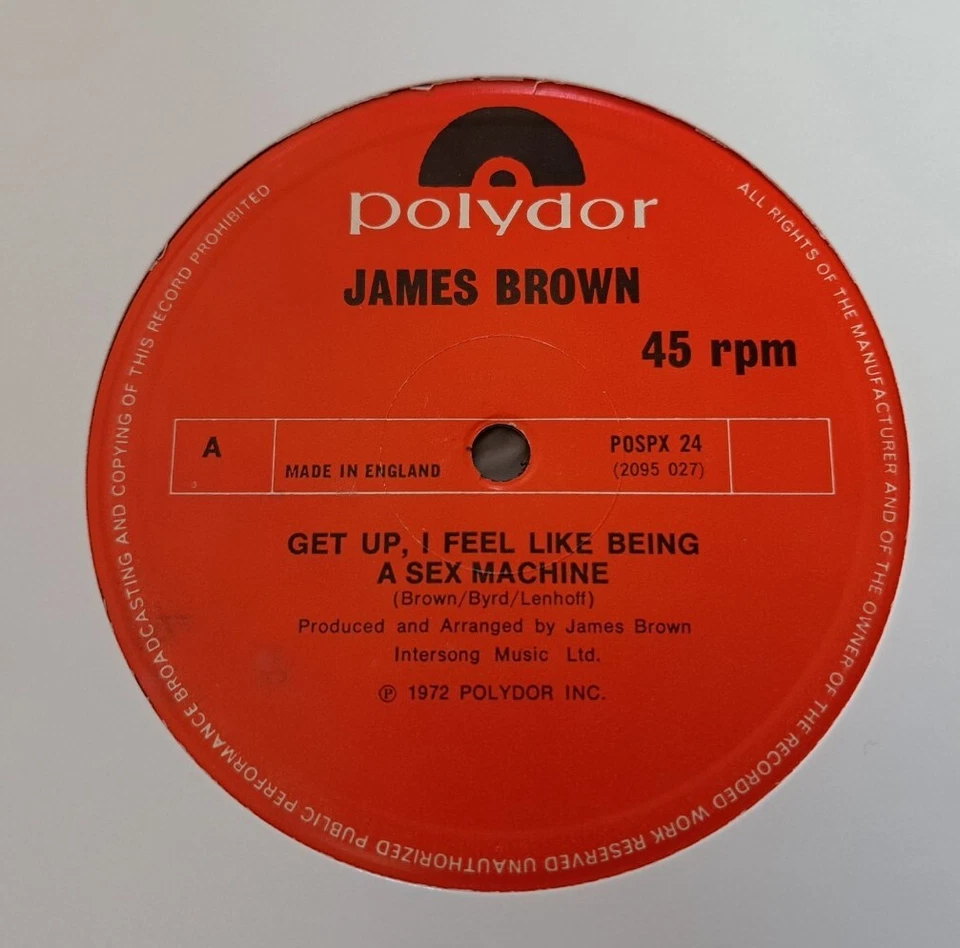 polydor
JAMES BROWN
45 rpm
A
MADE IN ENGLAND
POSPX 24
(2095 027)
GET UP, I FEEL LIKE BEING
A SEX MACHINE
(Brown/Byrd/Lenhoff)
Produced and Arranged by James Brown
Intersong Music Ltd.
℗ 1972 POLYDOR INC.
ALL RIGHTS OF THE MANUFACTURER AND OF THE OWNER OF THE RECORDED WORK RESERVED UNAUTHORIZED PUBLIC PERFORMANCE BROADCASTING AND COPYING OF THIS RECORD PROHIBITED